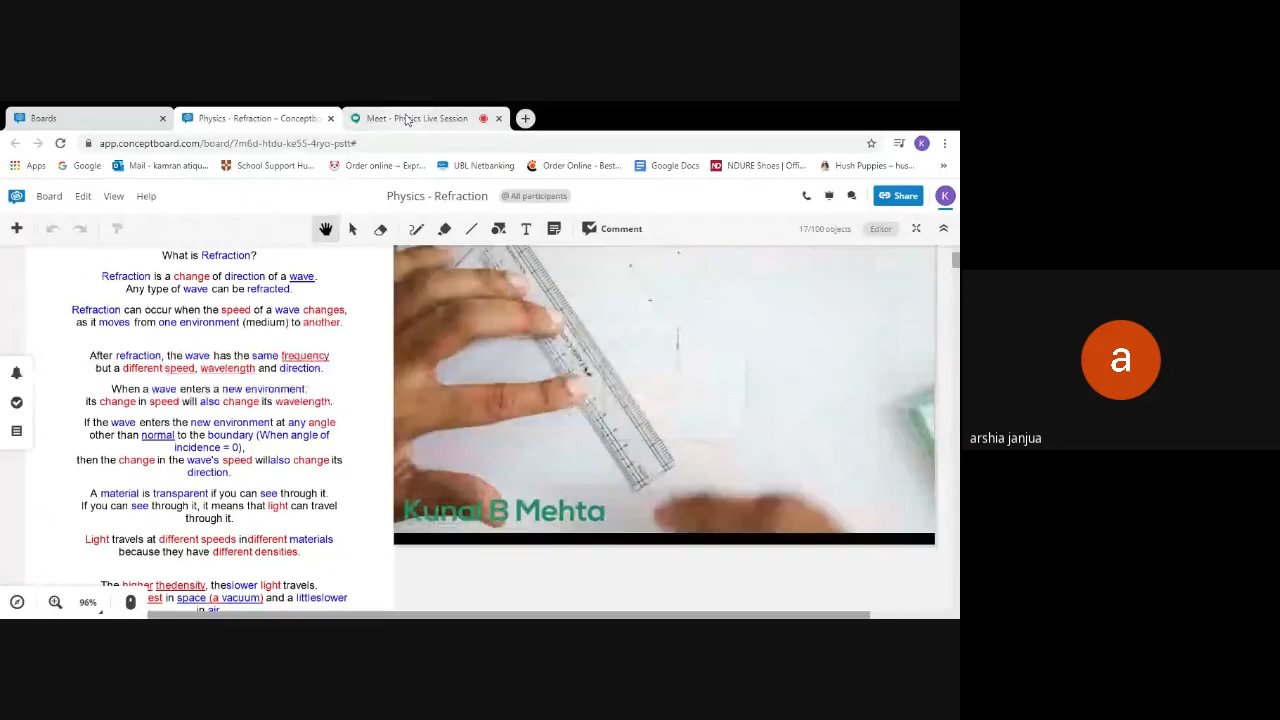 Boards
Physics - Refraction – Conceptb
Meet - Physics Live Session
app.conceptboard.com/board/7m6d-htdu-ke55-4ryo-pstt#
K
Apps
Google
Mail - kamran atiqu...
School Support Hu...
Order online – Expr...
UBL Netbanking
Order Online - Best...
Google Docs
NDURE Shoes | Offi...
Hush Puppies – hus...
»
Board Edit View Help
Physics - Refraction
@ All participants
Share
K
T
Comment
17/100 objects
Editor
What is Refraction?
Refraction is a change of direction of a wave.
Any type of wave can be refracted.
Refraction can occur when the speed of a wave changes,
as it moves from one environment (medium) to another.
After refraction, the wave has the same frequency
but a different speed, wavelength and direction.
When a wave enters a new environment,
its change in speed will also change its wavelength.
If the wave enters the new environment at any angle
other than normal to the boundary (When angle of
incidence = 0),
then the change in the wave's speed willalso change its
direction.
A material is transparent if you can see through it.
If you can see through it, it means that light can travel
through it.
Light travels at different speeds indifferent materials
because they have different densities.
The higher thedensity, theslower light travels.
est in space (a vacuum) and a littleslower
in air
96%
Kunal B Mehta
a
arshia janjua